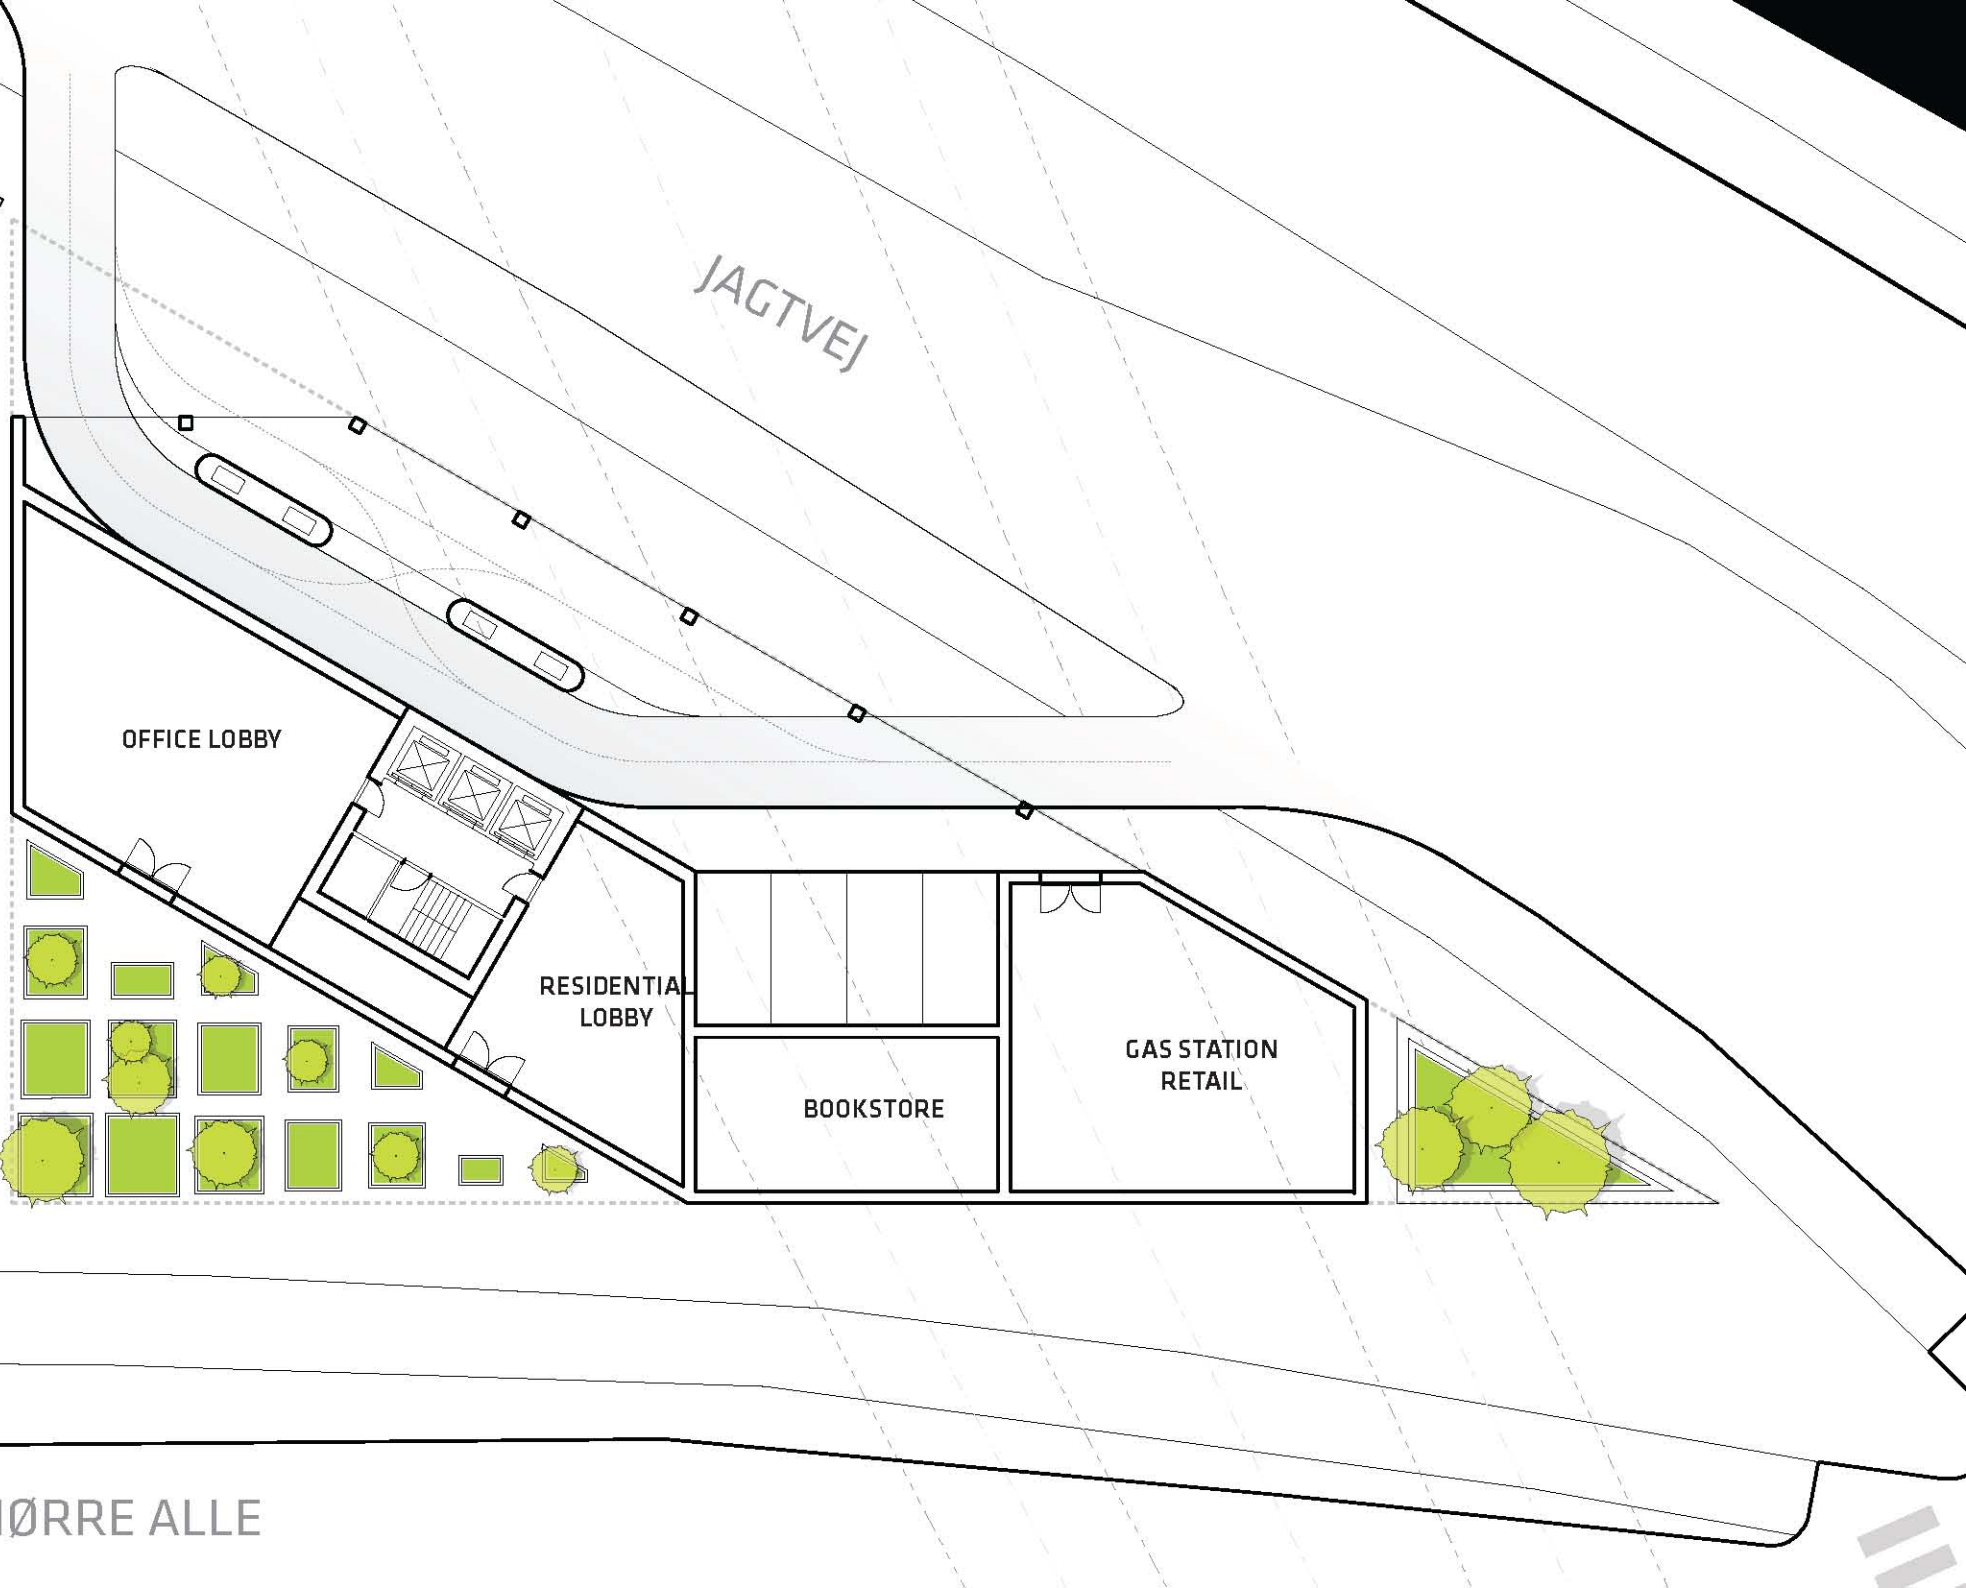 JAGTVEJ
OFFICE LOBBY
RESIDENTIAL
LOBBY
GAS STATION
RETAIL
BOOKSTORE
ØRRE ALLE